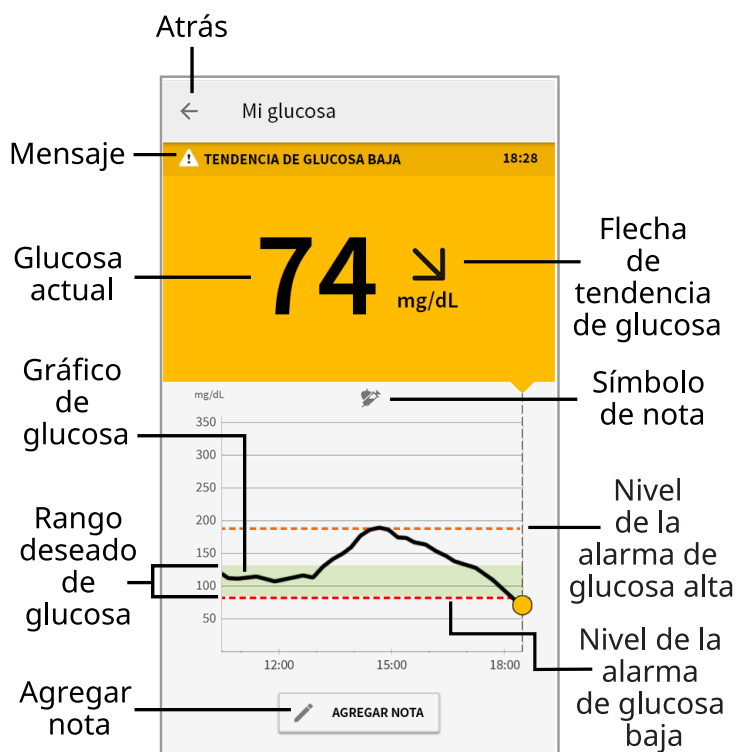 Atrás
Mi glucosa
Mensaje
TENDENCIA DE GLUCOSA BAJA
18:28
Glucosa
actual
74
mg/dL
Flecha
de
tendencia
de glucosa
Gráfico
de
glucosa
mg/dL
Símbolo
de nota
350
300
250
200
150
100
50
Rango
deseado
de
glucosa
Nivel
de la
alarma de
glucosa alta
12:00
15:00
18:00
Nivel de la
alarma
de glucosa
baja
Agregar
nota
AGREGAR NOTA